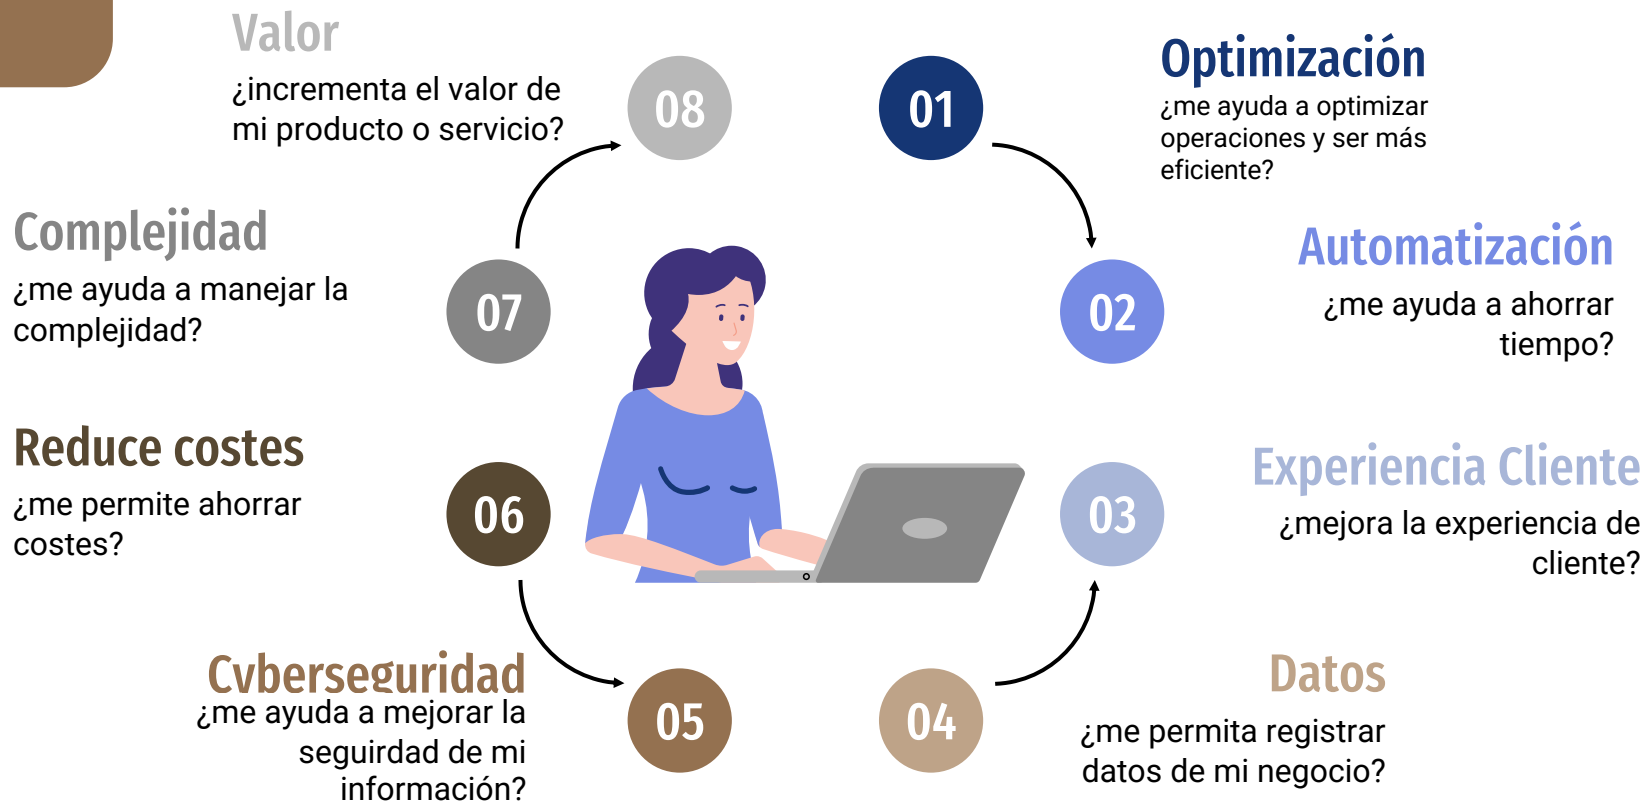 01
Optimización
¿me ayuda a optimizar
operaciones y ser más
eficiente?
02
Automatización
¿me ayuda a ahorrar
tiempo?
03
Experiencia Cliente
¿mejora la experiencia de
cliente?
04
Datos
¿me permita registrar
datos de mi negocio?
05
Cyberseguridad
¿me ayuda a mejorar la
seguirdad de mi
información?
06
Reduce costes
¿me permite ahorrar
costes?
07
Complejidad
¿me ayuda a manejar la
complejidad?
08
Valor
¿incrementa el valor de
mi producto o servicio?